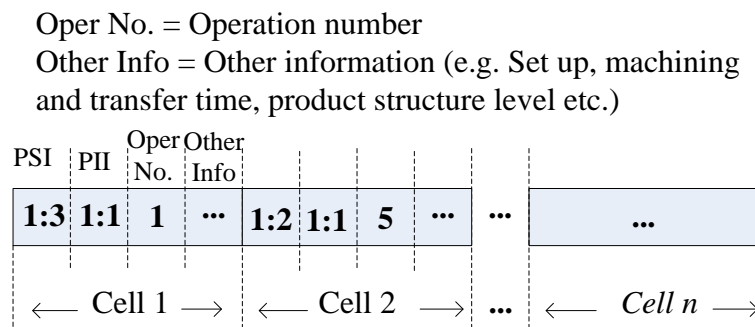 Oper No. = Operation number
Other Info = Other information (e.g. Set up, machining
and transfer time, product structure level etc.)
PSI PII Oper No. Other Info
1:3 1:1 1 ... 1:2 1:1 5 ... ... ...
Cell 1 Cell 2 ... Cell n